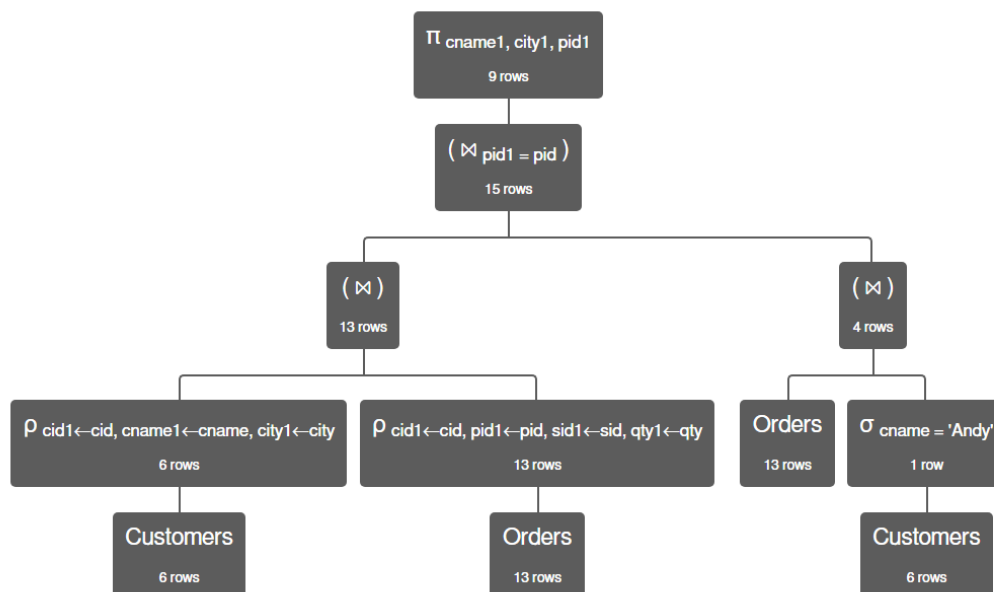 π cname1, city1, pid1
9 rows
( ⋈ pid1 = pid )
15 rows
( ⋈ )
13 rows
( ⋈ )
4 rows
ρ cid1←cid, cname1←cname, city1←city
6 rows
ρ cid1←cid, pid1←pid, sid1←sid, qty1←qty
13 rows
Orders
13 rows
σ cname = 'Andy'
1 row
Customers
6 rows
Orders
13 rows
Customers
6 rows